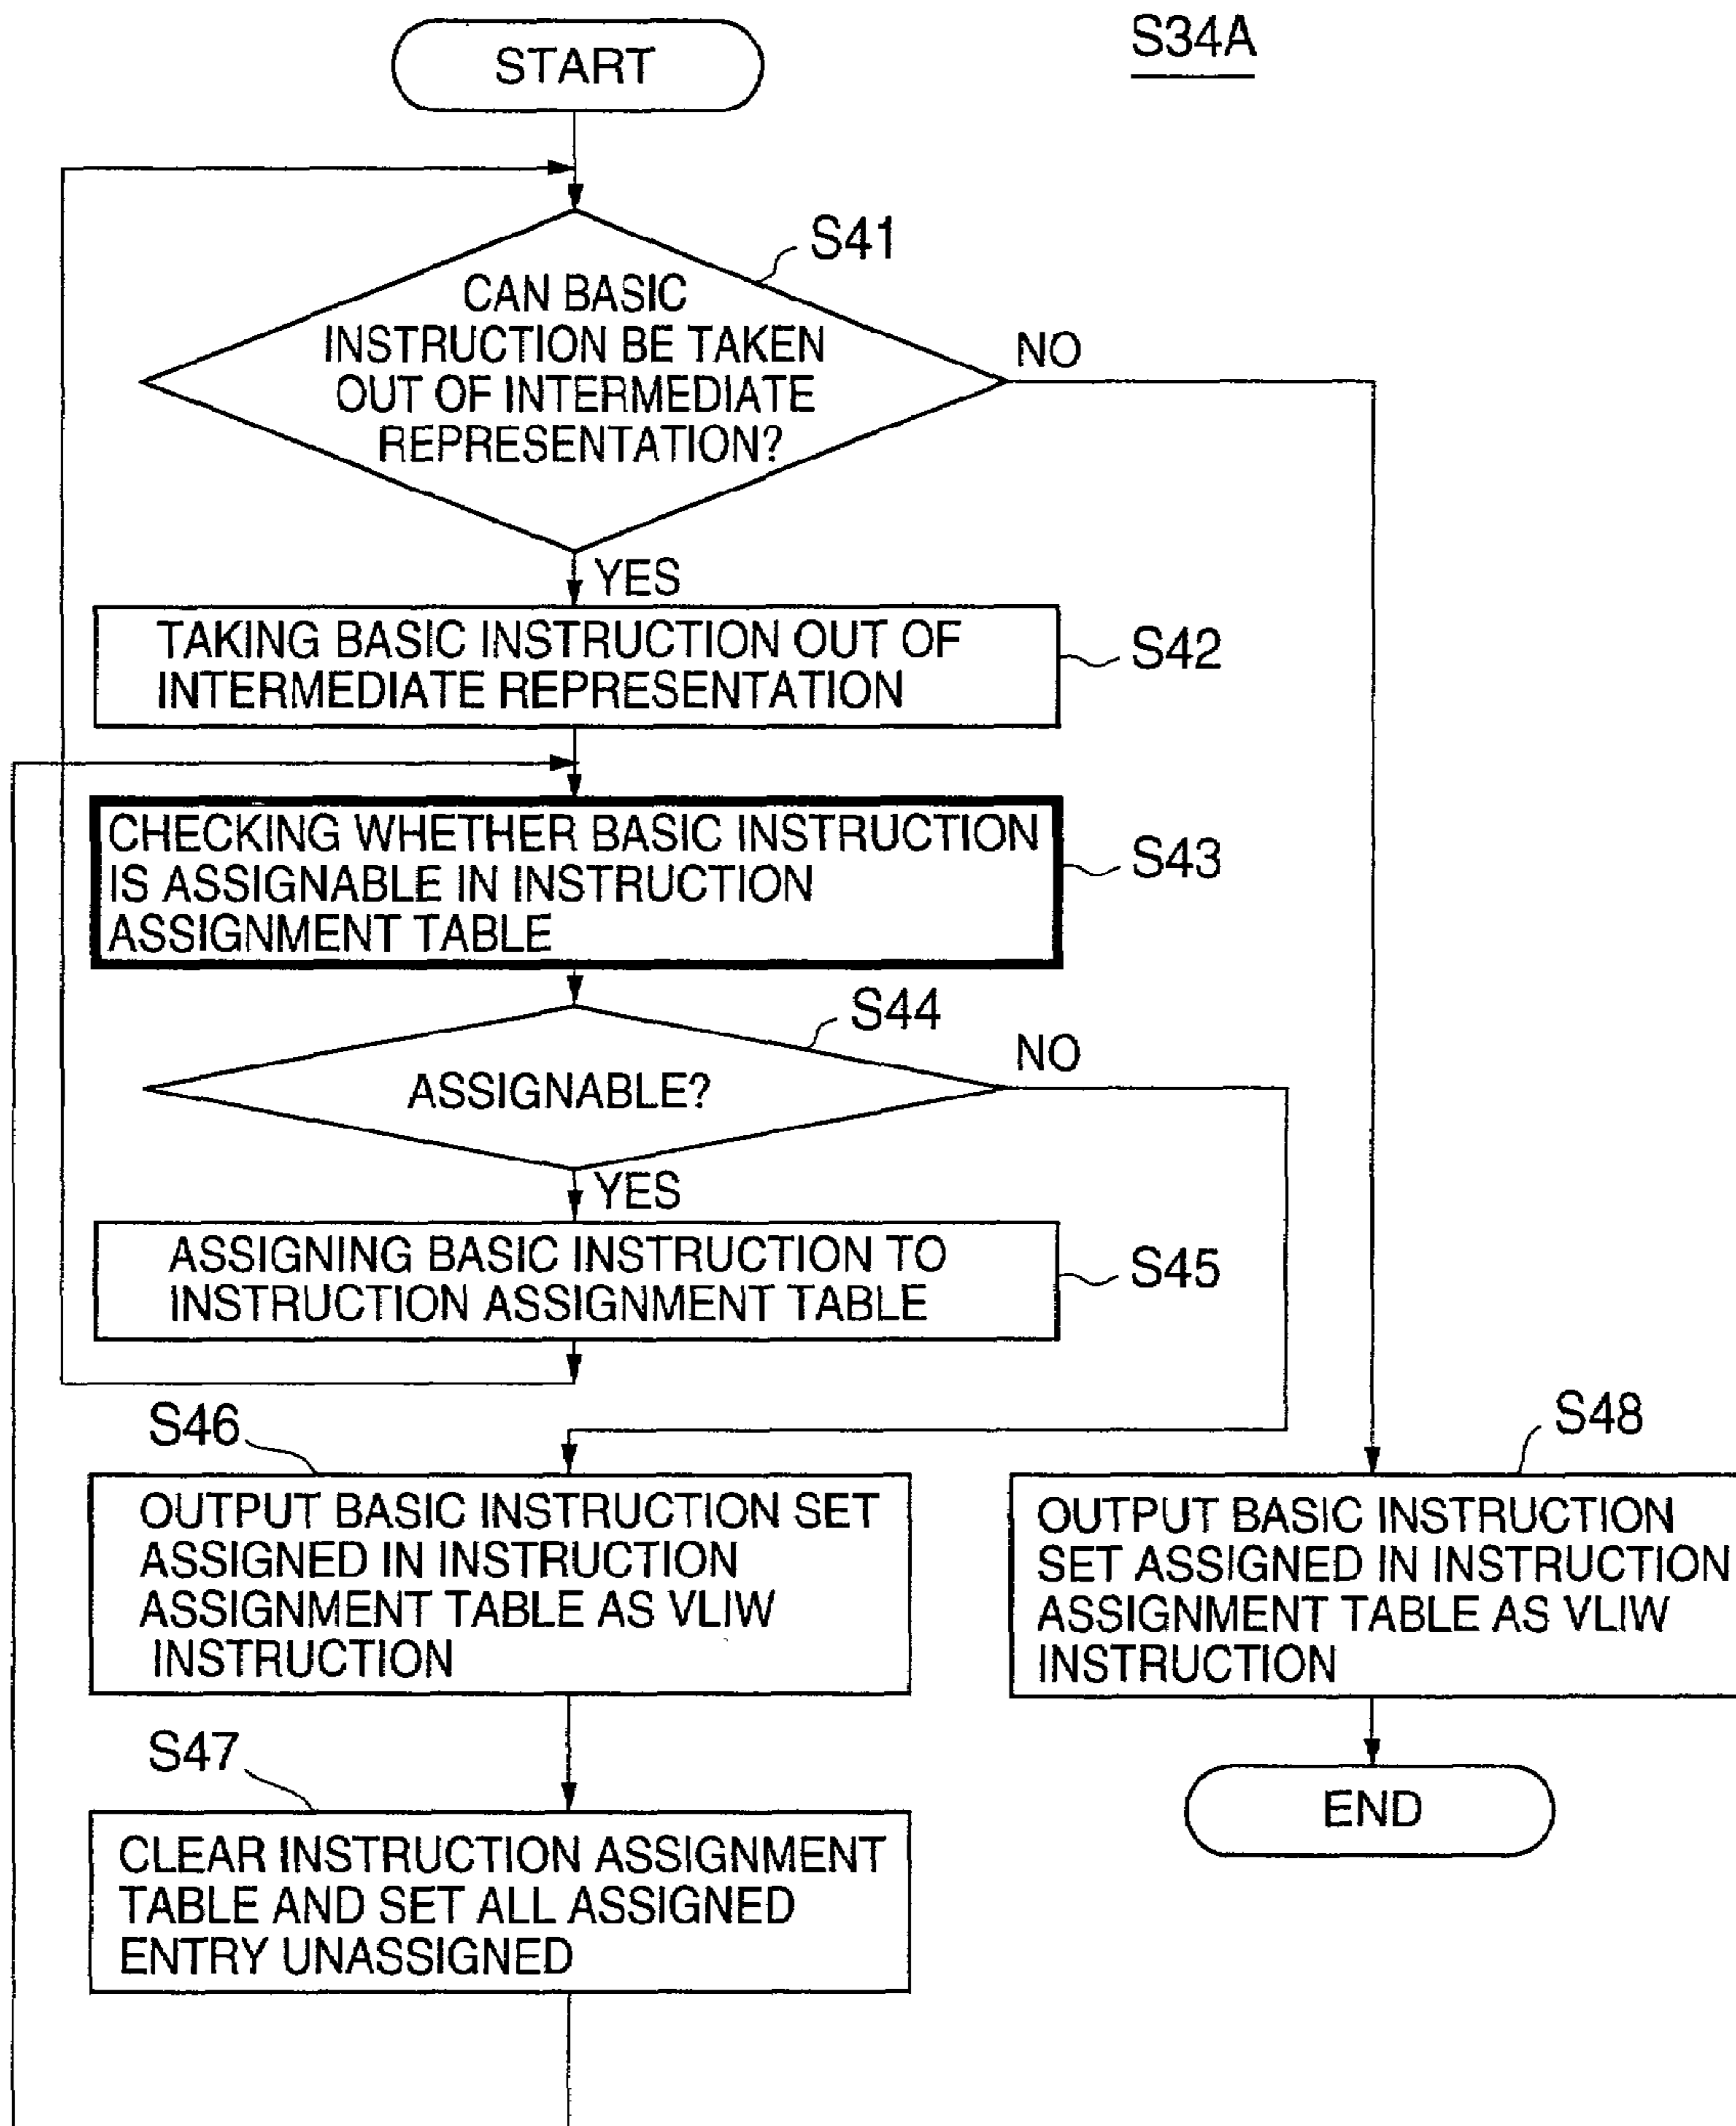 S34A
START
S41
CAN BASIC
INSTRUCTION BE TAKEN
OUT OF INTERMEDIATE
REPRESENTATION?
NO
YES
TAKING BASIC INSTRUCTION OUT OF
INTERMEDIATE REPRESENTATION
S42
CHECKING WHETHER BASIC INSTRUCTION
IS ASSIGNABLE IN INSTRUCTION
ASSIGNMENT TABLE
S43
S44
ASSIGNABLE?
NO
YES
ASSIGNING BASIC INSTRUCTION TO
INSTRUCTION ASSIGNMENT TABLE
S45
S46
OUTPUT BASIC INSTRUCTION SET
ASSIGNED IN INSTRUCTION
ASSIGNMENT TABLE AS VLIW
INSTRUCTION
S48
OUTPUT BASIC INSTRUCTION
SET ASSIGNED IN INSTRUCTION
ASSIGNMENT TABLE AS VLIW
INSTRUCTION
S47
CLEAR INSTRUCTION ASSIGNMENT
TABLE AND SET ALL ASSIGNED
ENTRY UNASSIGNED
END